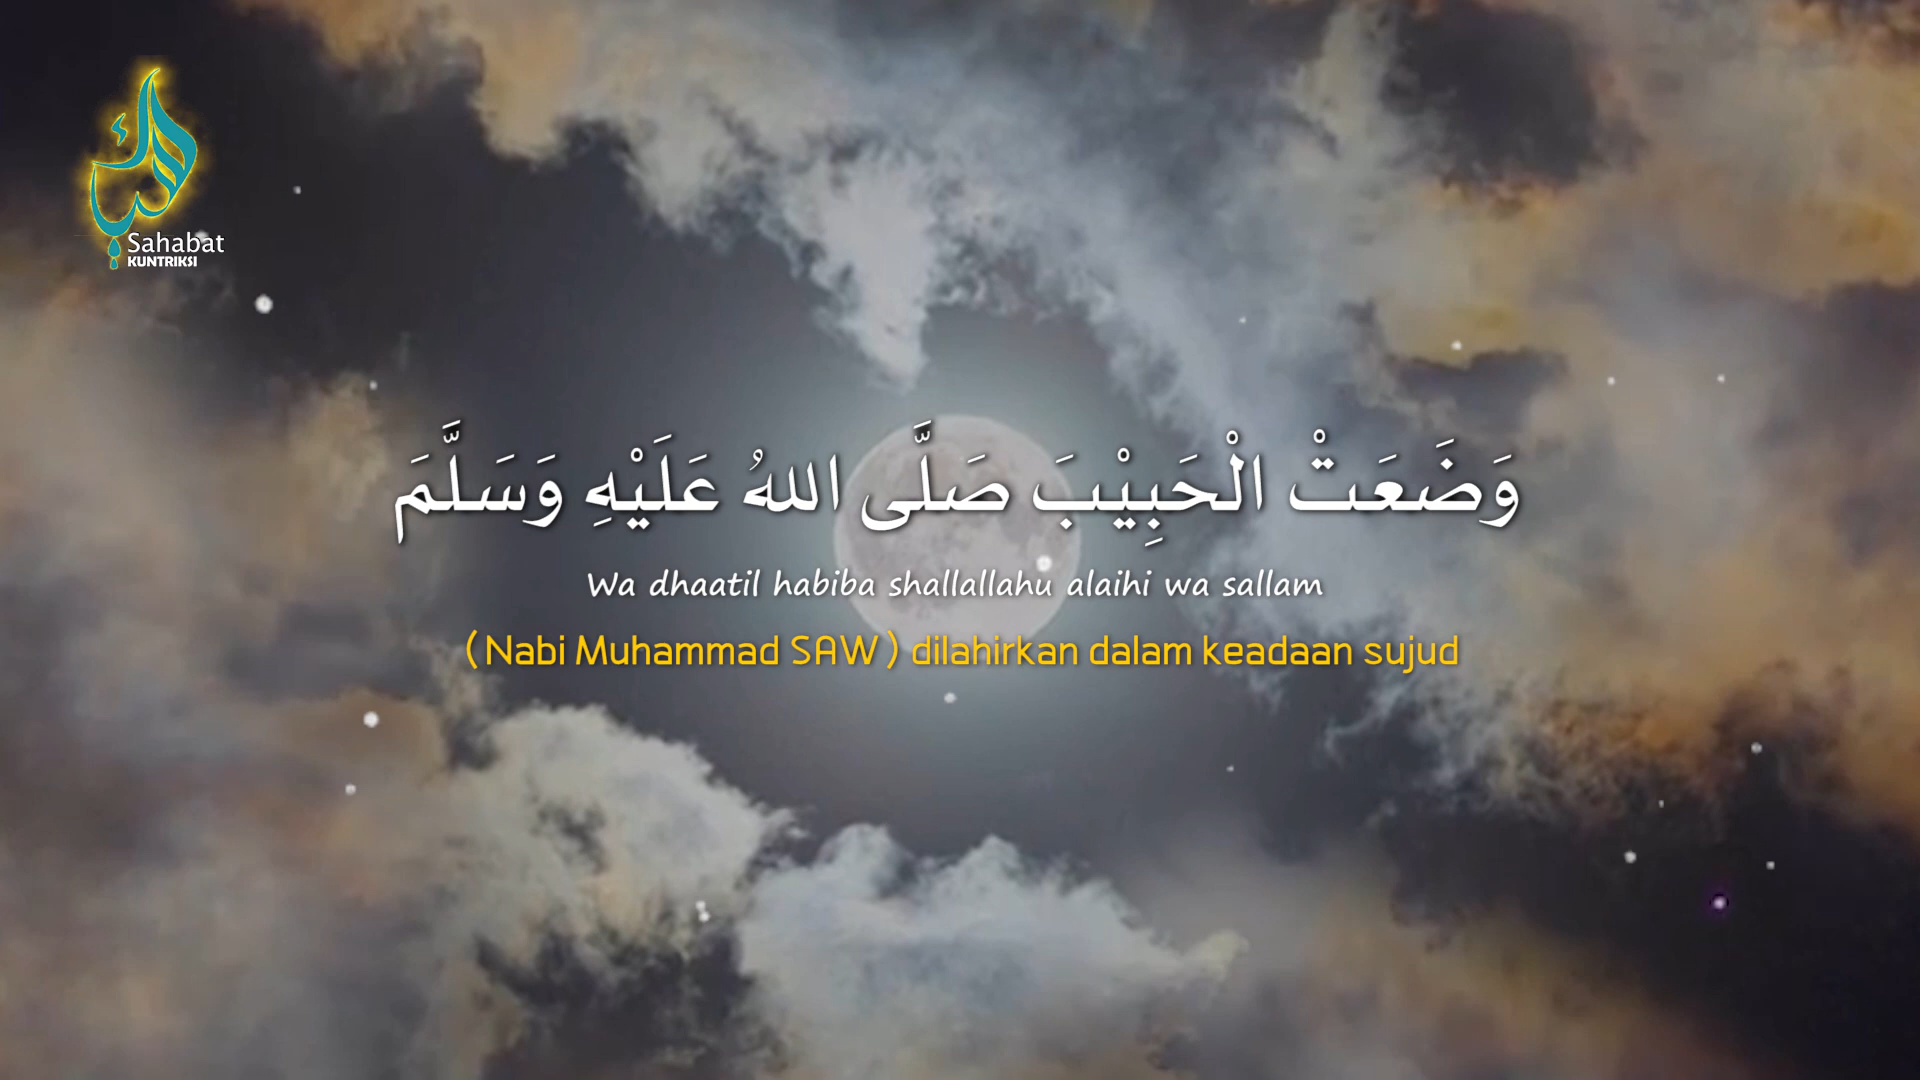 Sahabat
KUNTRIKSI
وَضَعَتْ الْحَبِيْبَ صَلَّى اللهُ عَلَيْهِ وَسَلَّمَ
Wa dhaatil habiba shallallahu alaihi wa sallam
(Nabi Muhammad SAW) dilahirkan dalam keadaan sujud